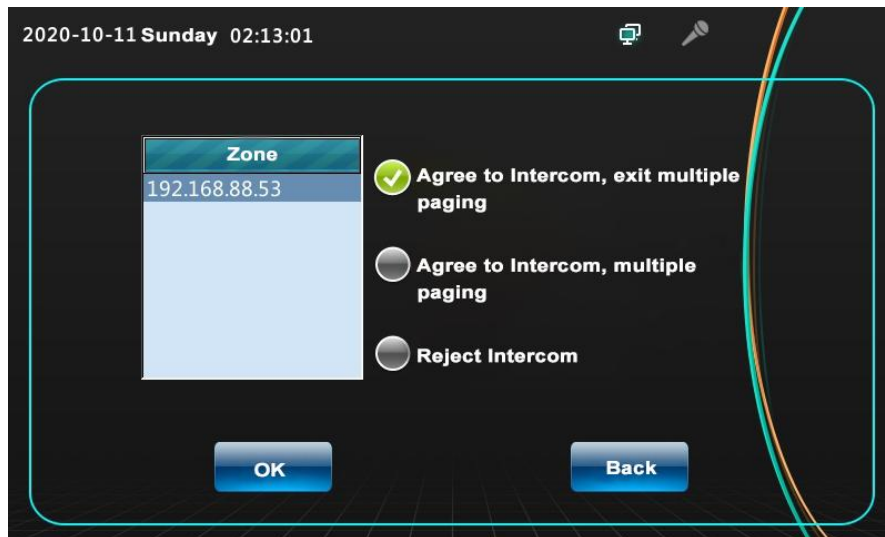 2020-10-11 Sunday 02:13:01
Zone
192.168.88.53
Agree to Intercom, exit multiple
paging
Agree to Intercom, multiple
paging
Reject Intercom
OK
Back